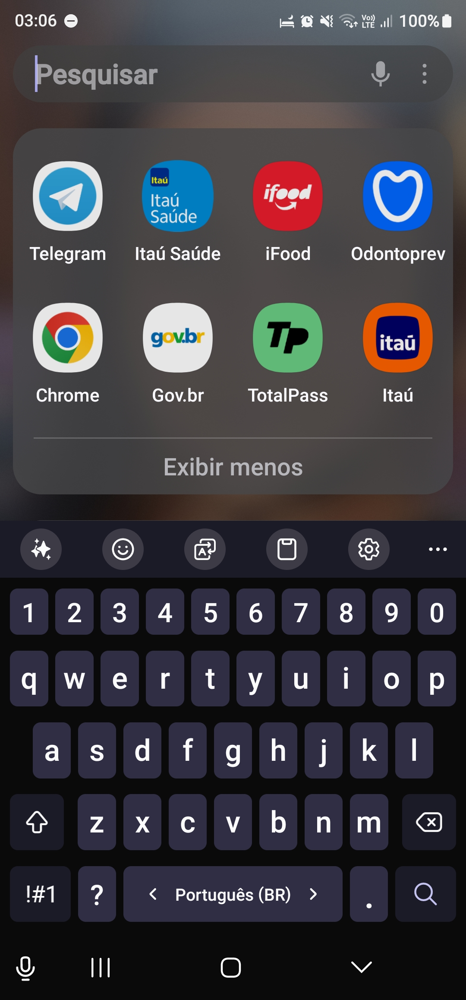 03:06
Vo)) LTE
100%
Pesquisar
Itaú
Itaú
Saúde
ifood
Telegram
Itaú Saúde
iFood
Odontoprev
gov.br
TP
itaú
Chrome
Gov.br
TotalPass
Itaú
Exibir menos
A
1 2 3 4 5 6 7 8 9 0
q w e r t y u i o p
a s d f g h j k l
z x c v b n m
!#1 ? < Português (BR) > .